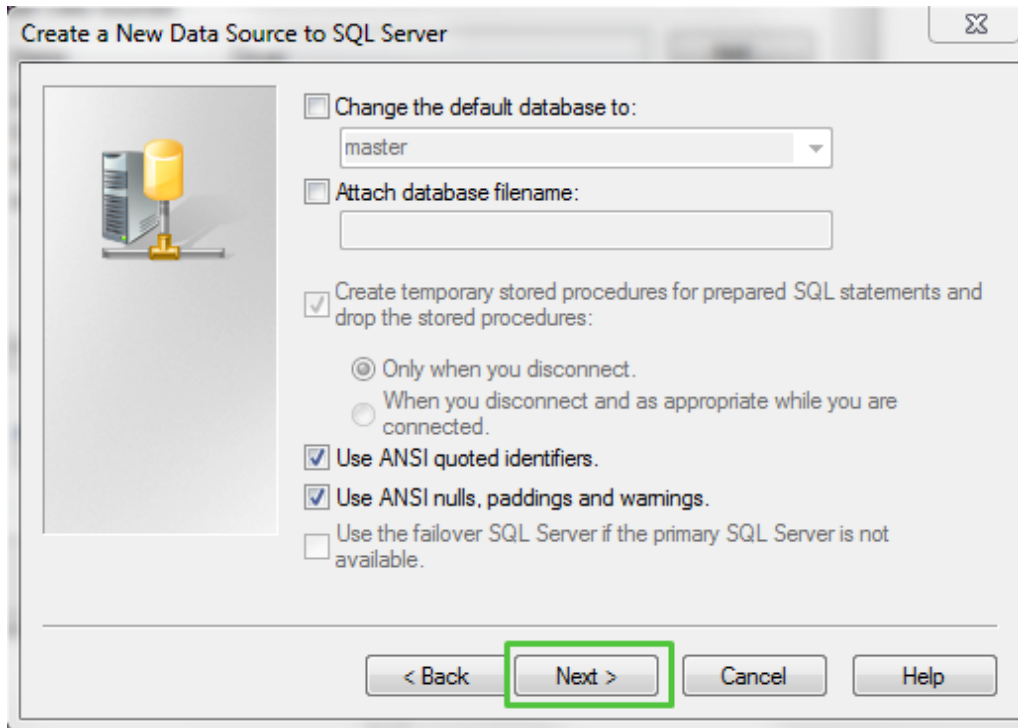 Create a New Data Source to SQL Server
Change the default database to:
master
Attach database filename:
Create temporary stored procedures for prepared SQL statements and
drop the stored procedures:
Only when you disconnect.
When you disconnect and as appropriate while you are
connected.
Use ANSI quoted identifiers.
Use ANSI nulls, paddings and warnings.
Use the failover SQL Server if the primary SQL Server is not
available.
< Back Next > Cancel Help